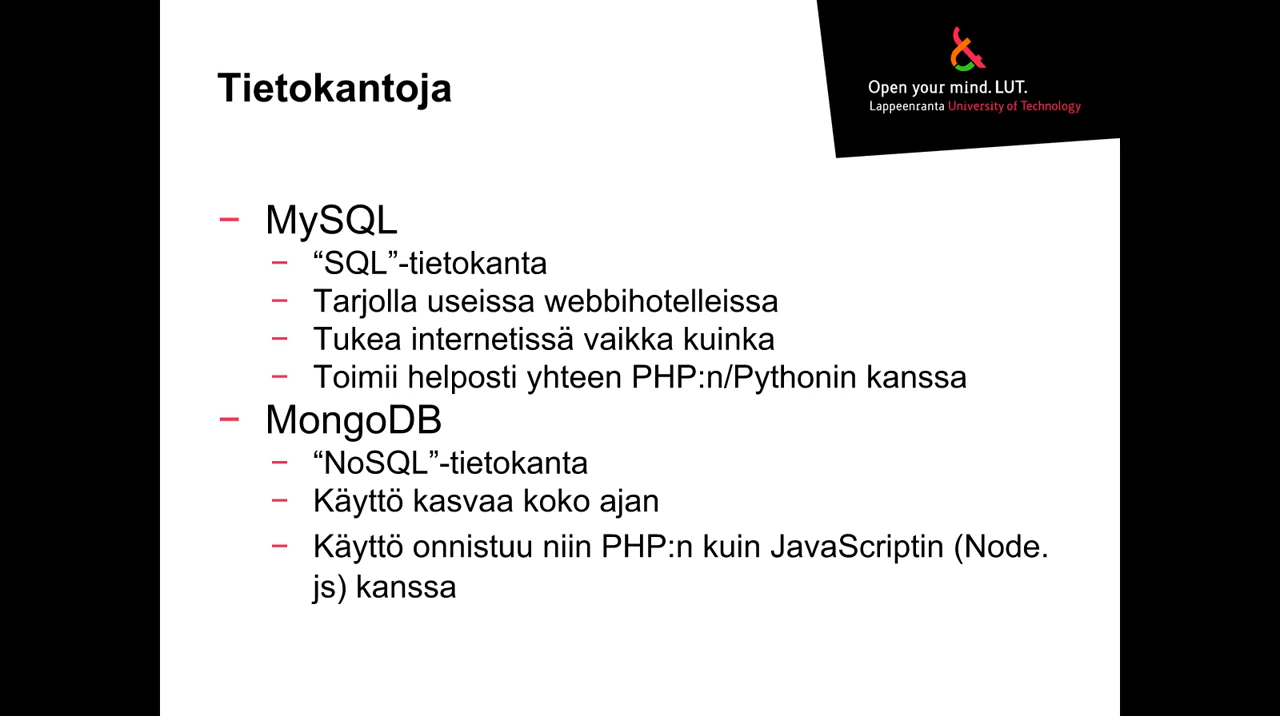 Tietokantoja
Open your mind. LUT.
Lappeenranta University of Technology
– MySQL
– “SQL”-tietokanta
– Tarjolla useissa webbihotelleissa
– Tukea internetissä vaikka kuinka
– Toimii helposti yhteen PHP:n/Pythonin kanssa
– MongoDB
– “NoSQL”-tietokanta
– Käyttö kasvaa koko ajan
– Käyttö onnistuu niin PHP:n kuin JavaScriptin (Node.
js) kanssa